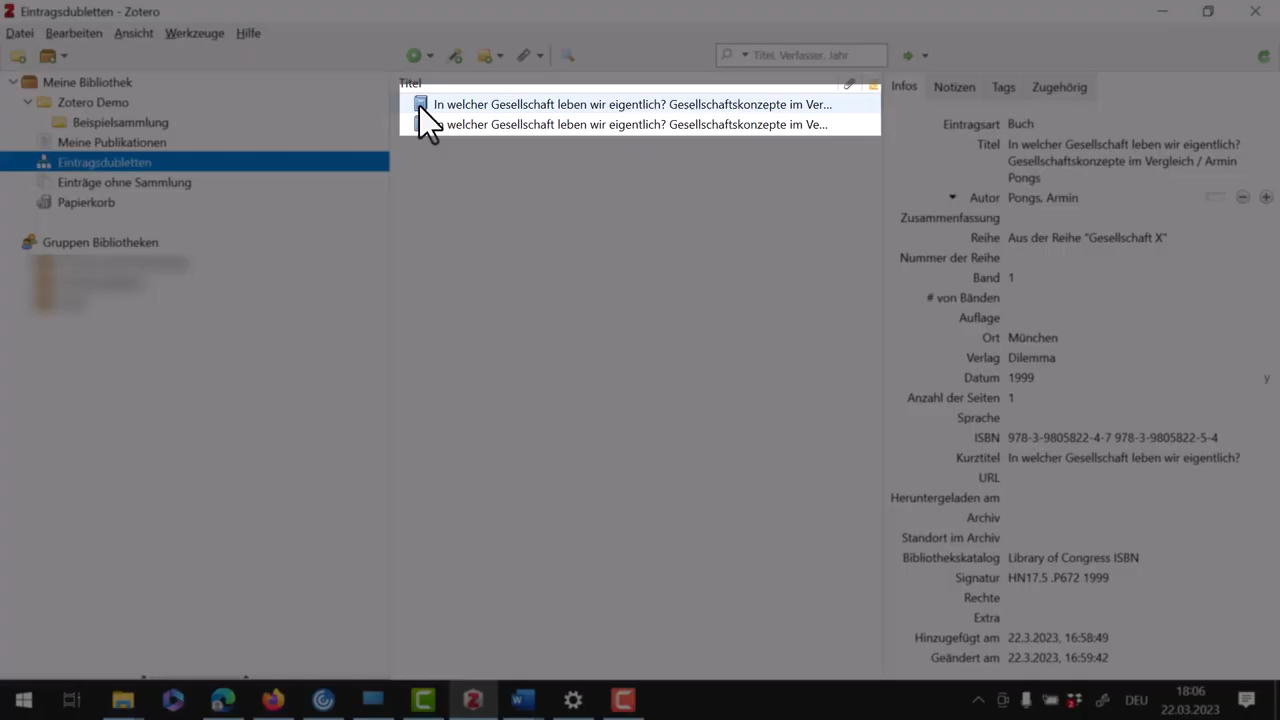 Eintragsdubletten - Zotero
Datei Bearbeiten Ansicht Werkzeuge Hilfe
Titel, Verfasser, Jahr
Meine Bibliothek
Zotero Demo
Beispielsammlung
Meine Publikationen
Eintragsdubletten
Einträge ohne Sammlung
Papierkorb
Gruppen Bibliotheken
Titel
In welcher Gesellschaft leben wir eigentlich? Gesellschaftskonzepte im Ver...
welcher Gesellschaft leben wir eigentlich? Gesellschaftskonzepte im Ve...
Infos Notizen Tags Zugehörig
Eintragsart Buch
Titel In welcher Gesellschaft leben wir eigentlich?
Gesellschaftskonzepte im Vergleich / Armin
Pongs
Autor Pongs, Armin
Zusammenfassung
Reihe Aus der Reihe "Gesellschaft X"
Nummer der Reihe
Band 1
# von Bänden
Auflage
Ort München
Verlag Dilemma
Datum 1999 y
Anzahl der Seiten 1
Sprache
ISBN 978-3-9805822-4-7 978-3-9805822-5-4
Kurztitel In welcher Gesellschaft leben wir eigentlich?
URL
Heruntergeladen am
Archiv
Standort im Archiv
Bibliothekskatalog Library of Congress ISBN
Signatur HN17.5 .P672 1999
Rechte
Extra
Hinzugefügt am 22.3.2023, 16:58:49
Geändert am 22.3.2023, 16:59:42
DEU
18:06
22.03.2023